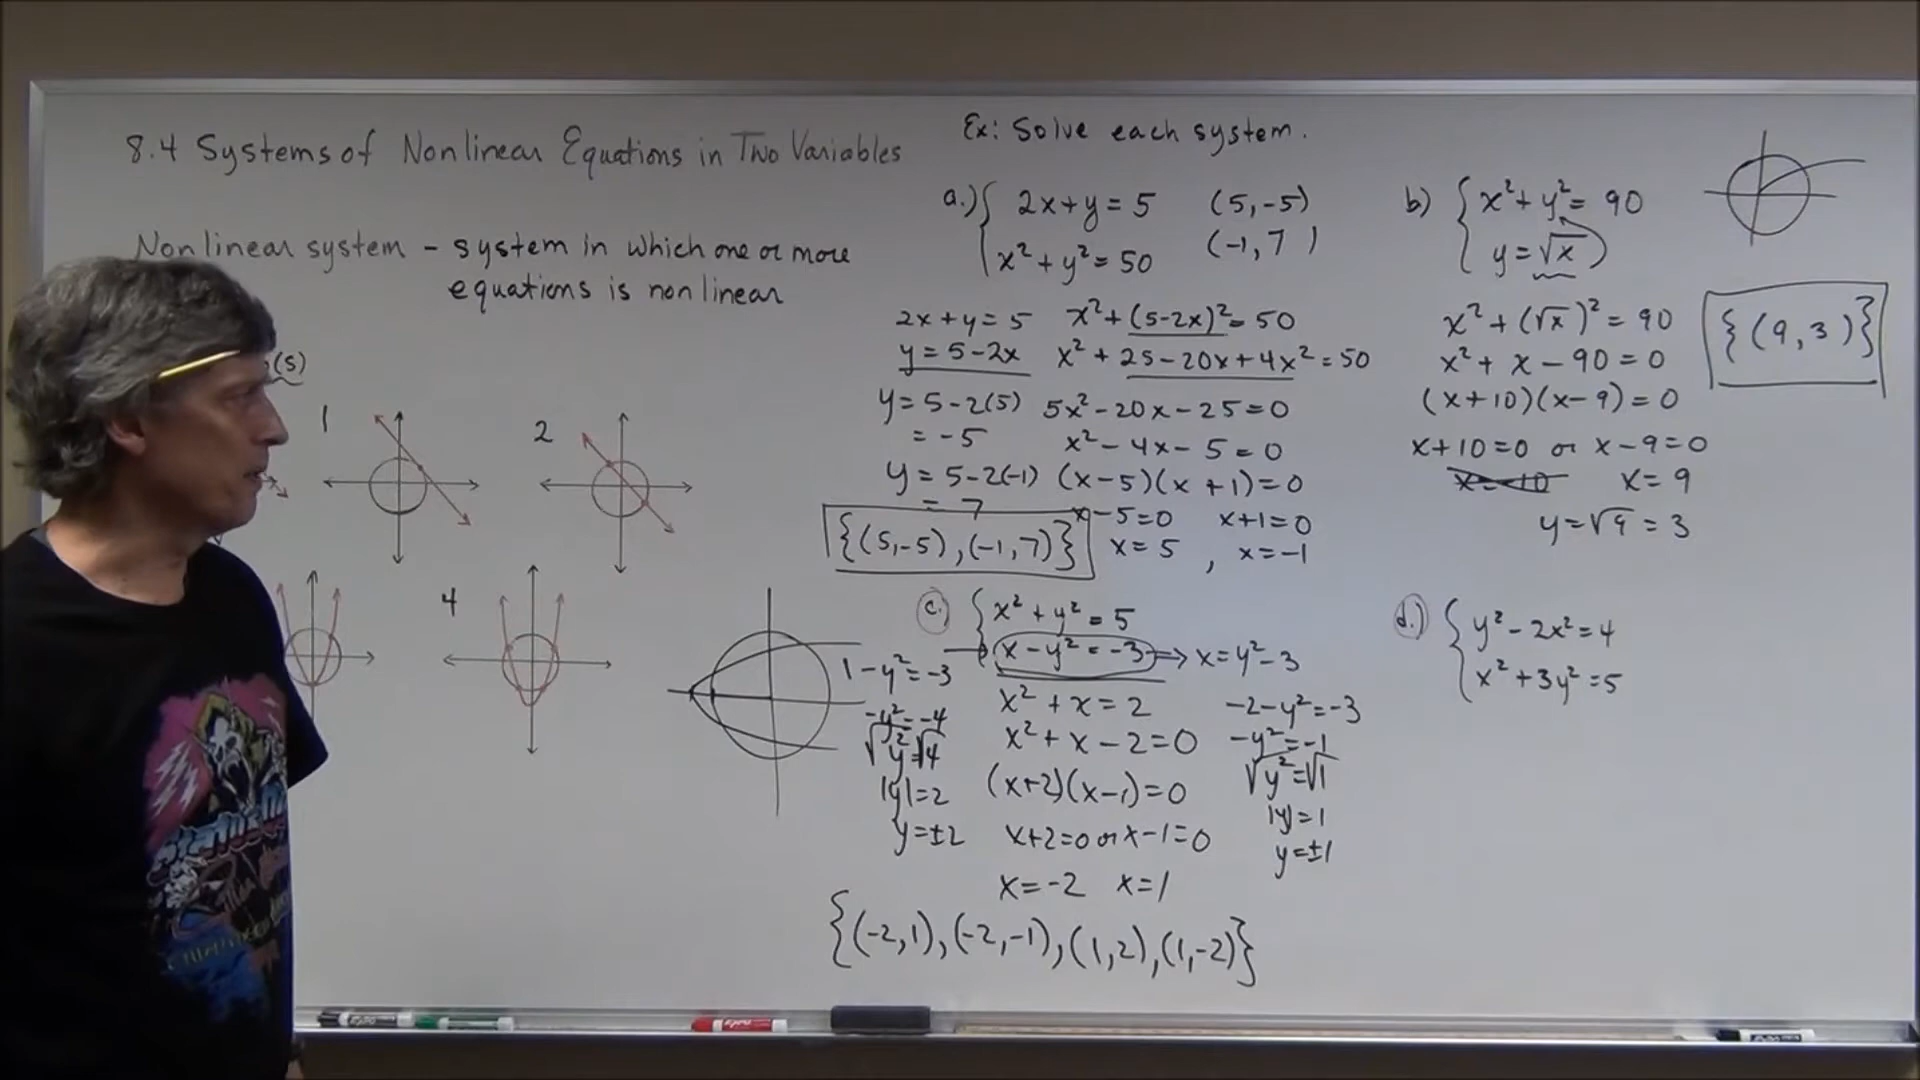 8.4 Systems of Nonlinear Equations in Two Variables
Nonlinear system - system in which one or more
equations is nonlinear
(s)
1
2
4
Ex: Solve each system.
a.) { 2x+y=5 (5,-5)
x²+y²=50 (-1,7)
2x+y=5 x²+(5-2x)²=50
y=5-2x x²+25-20x+4x²=50
y=5-2(5) 5x²-20x-25=0
=-5 x²-4x-5=0
y=5-2(-1) (x-5)(x+1)=0
=7 x-5=0 x+1=0
{(5,-5),(-1,7)} x=5, x=-1
b) { x²+y²=90
y=√x
x²+(√x)²=90
x²+x-90=0
(x+10)(x-9)=0
x+10=0 or x-9=0
x=-10 x=9
y=√9=3
{(9,3)}
c.) { x²+y²=5
x-y²=-3 → x=y²-3
1-y²=-3
-y²=-4
√y²=√4
|y|=2
y=±2
x²+x=2
x²+x-2=0
(x+2)(x-1)=0
x+2=0 or x-1=0
x=-2 x=1
-2-y²=-3
-y²=-1
√y²=√1
|y|=1
y=±1
{(-2,1),(-2,-1),(1,2),(1,-2)}
d.) { y²-2x²=4
x²+3y²=5
EXPO